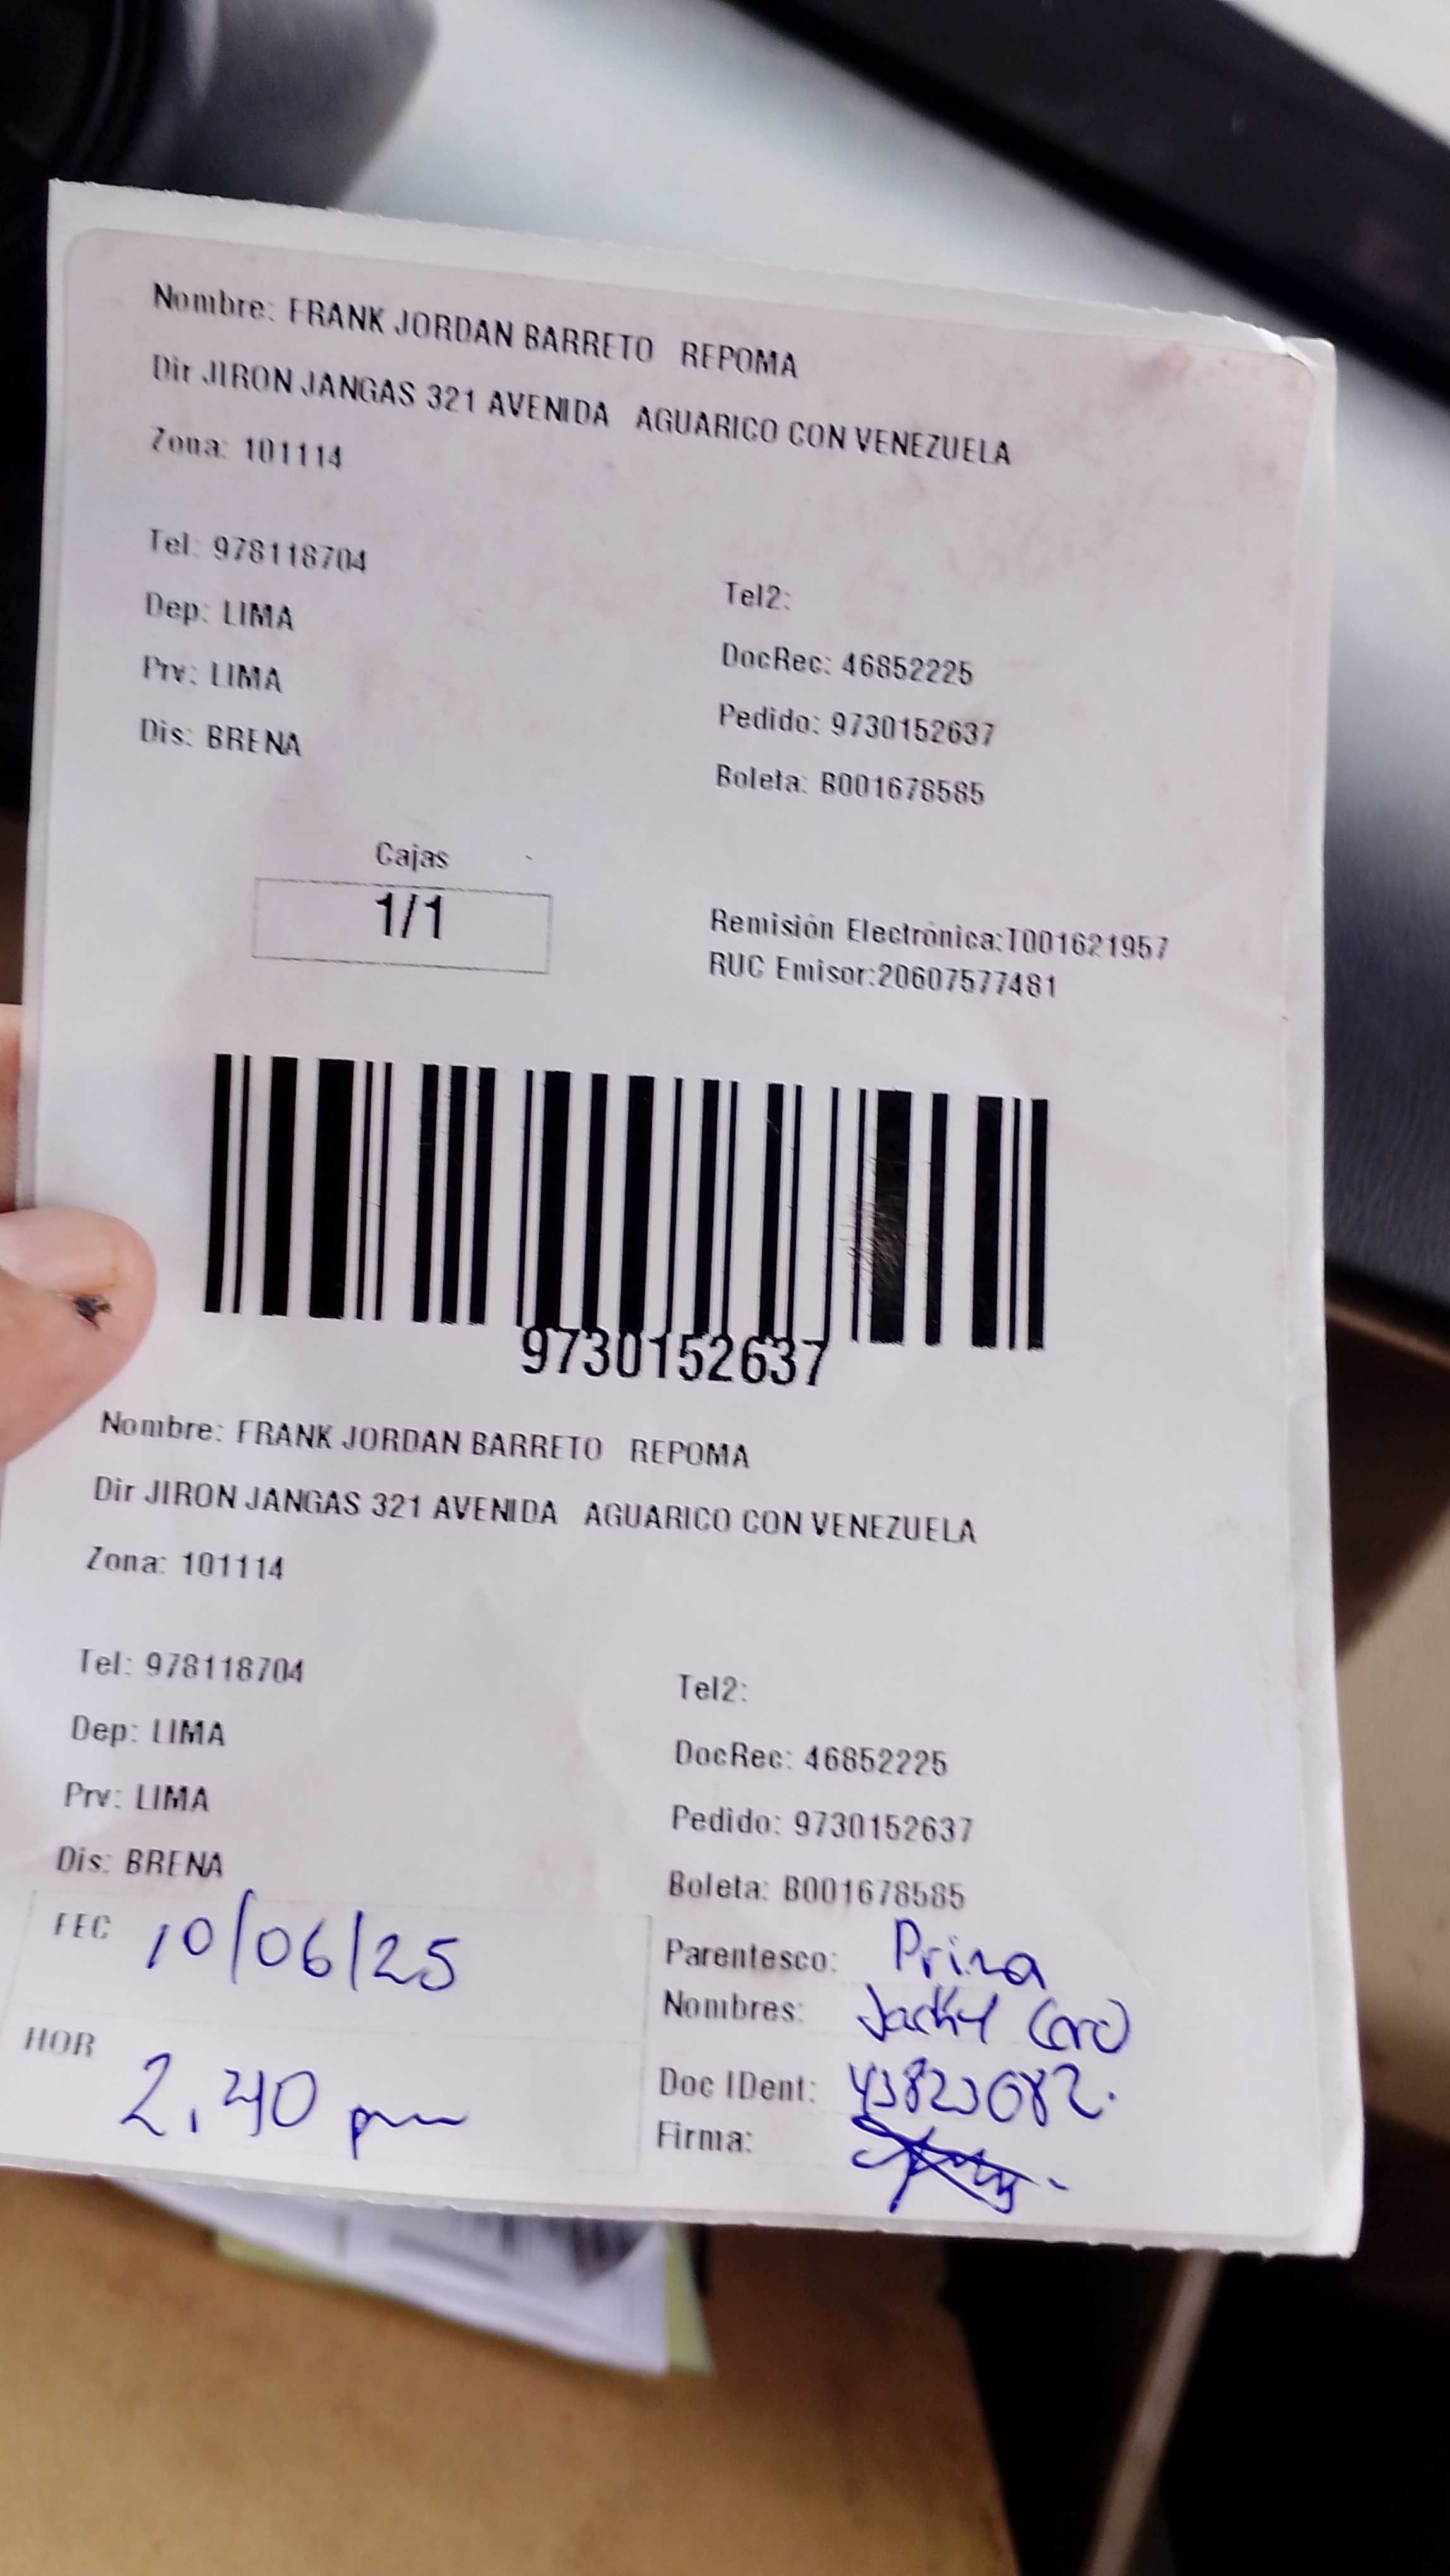 Nombre: FRANK JORDAN BARRETO REPOMA
Dir JIRON JANGAS 321 AVENIDA AGUARICO CON VENEZUELA
Zona: 101114
Tel: 978118704
Tel2:
Dep: LIMA
DocRec: 46852225
Prv: LIMA
Pedido: 9730152637
Dis: BRENA
Boleta: B001678585
Cajas
1/1
Remisión Electrónica:T001621957
RUC Emisor:20607577481
9730152637
Nombre: FRANK JORDAN BARRETO REPOMA
Dir JIRON JANGAS 321 AVENIDA AGUARICO CON VENEZUELA
Zona: 101114
Tel: 978118704
Tel2:
Dep: LIMA
DocRec: 46852225
Prv: LIMA
Pedido: 9730152637
Dis: BRENA
Boleta: B001678585
FEC 10/06/25
Parentesco: Prima
Nombres:
HOR 2.40 pm
Doc IDent: 43823082.
Firma: